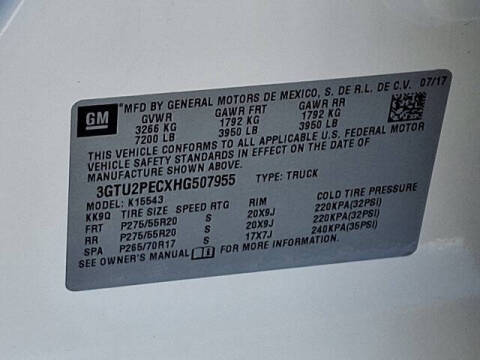 GM
MFD BY GENERAL MOTORS DE MEXICO, S. DE R.L. DE C.V. 07/17
GVWR GAWR FRT GAWR RR
3266 KG 1792 KG 1792 KG
7200 LB 3950 LB 3950 LB
THIS VEHICLE CONFORMS TO ALL APPLICABLE U.S. FEDERAL MOTOR
VEHICLE SAFETY STANDARDS IN EFFECT ON THE DATE OF
MANUFACTURE SHOWN ABOVE.
3GTU2PECXHG507955 TYPE: TRUCK
MODEL: K15543
KK9Q TIRE SIZE SPEED RTG RIM COLD TIRE PRESSURE
FRT P275/55R20 S 20X9J 220KPA(32PSI)
RR P275/55R20 S 20X9J 220KPA(32PSI)
SPA P265/70R17 S 17X7J 240KPA(35PSI)
SEE OWNER'S MANUAL FOR MORE INFORMATION.